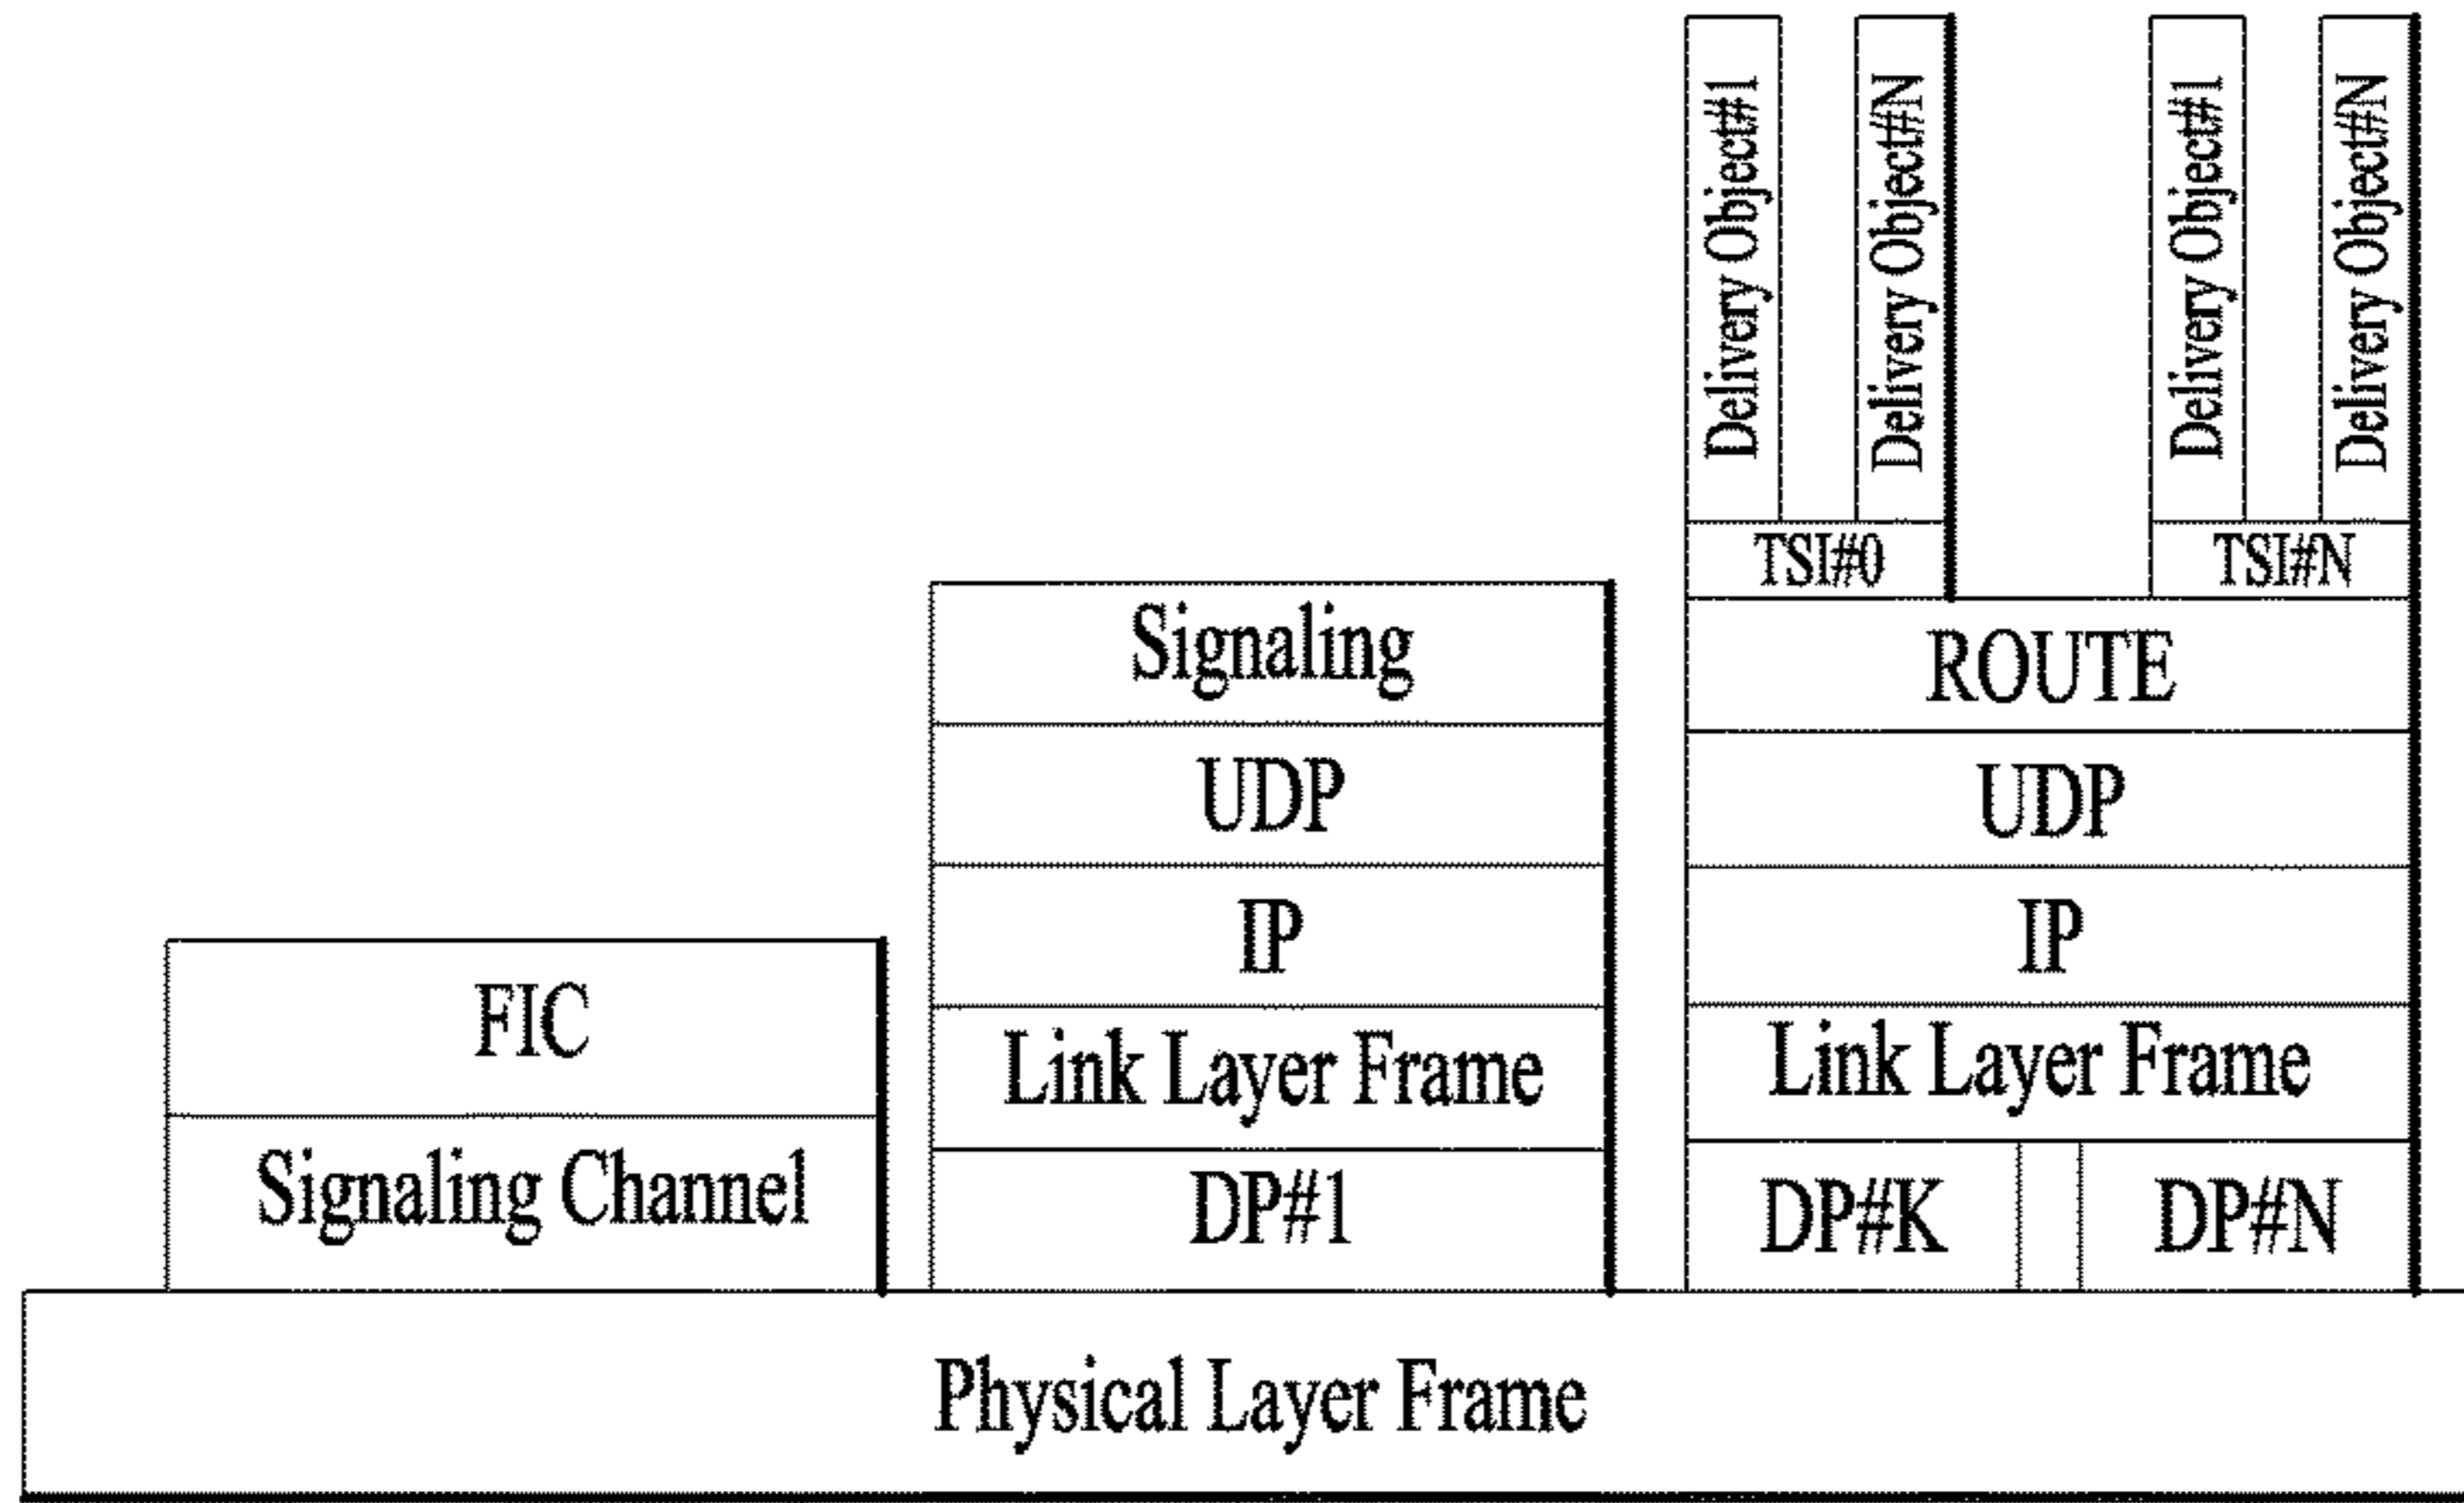 Delivery Object#1
Delivery Object#N
Delivery Object#1
Delivery Object#N
TSI#0
TSI#N
Signaling
ROUTE
UDP
UDP
IP
IP
FIC
Link Layer Frame
Link Layer Frame
Signaling Channel
DP#1
DP#K
DP#N
Physical Layer Frame